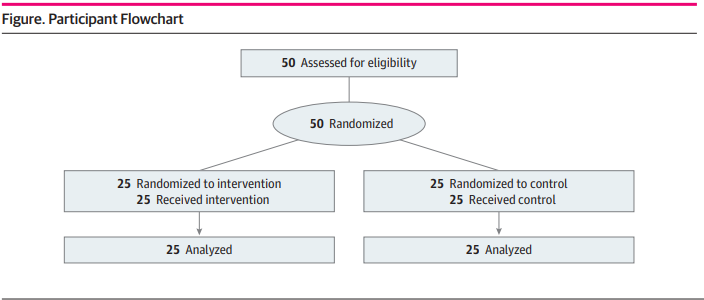 Figure. Participant Flowchart
50 Assessed for eligibility
50 Randomized
25 Randomized to intervention
25 Received intervention
25 Randomized to control
25 Received control
25 Analyzed
25 Analyzed